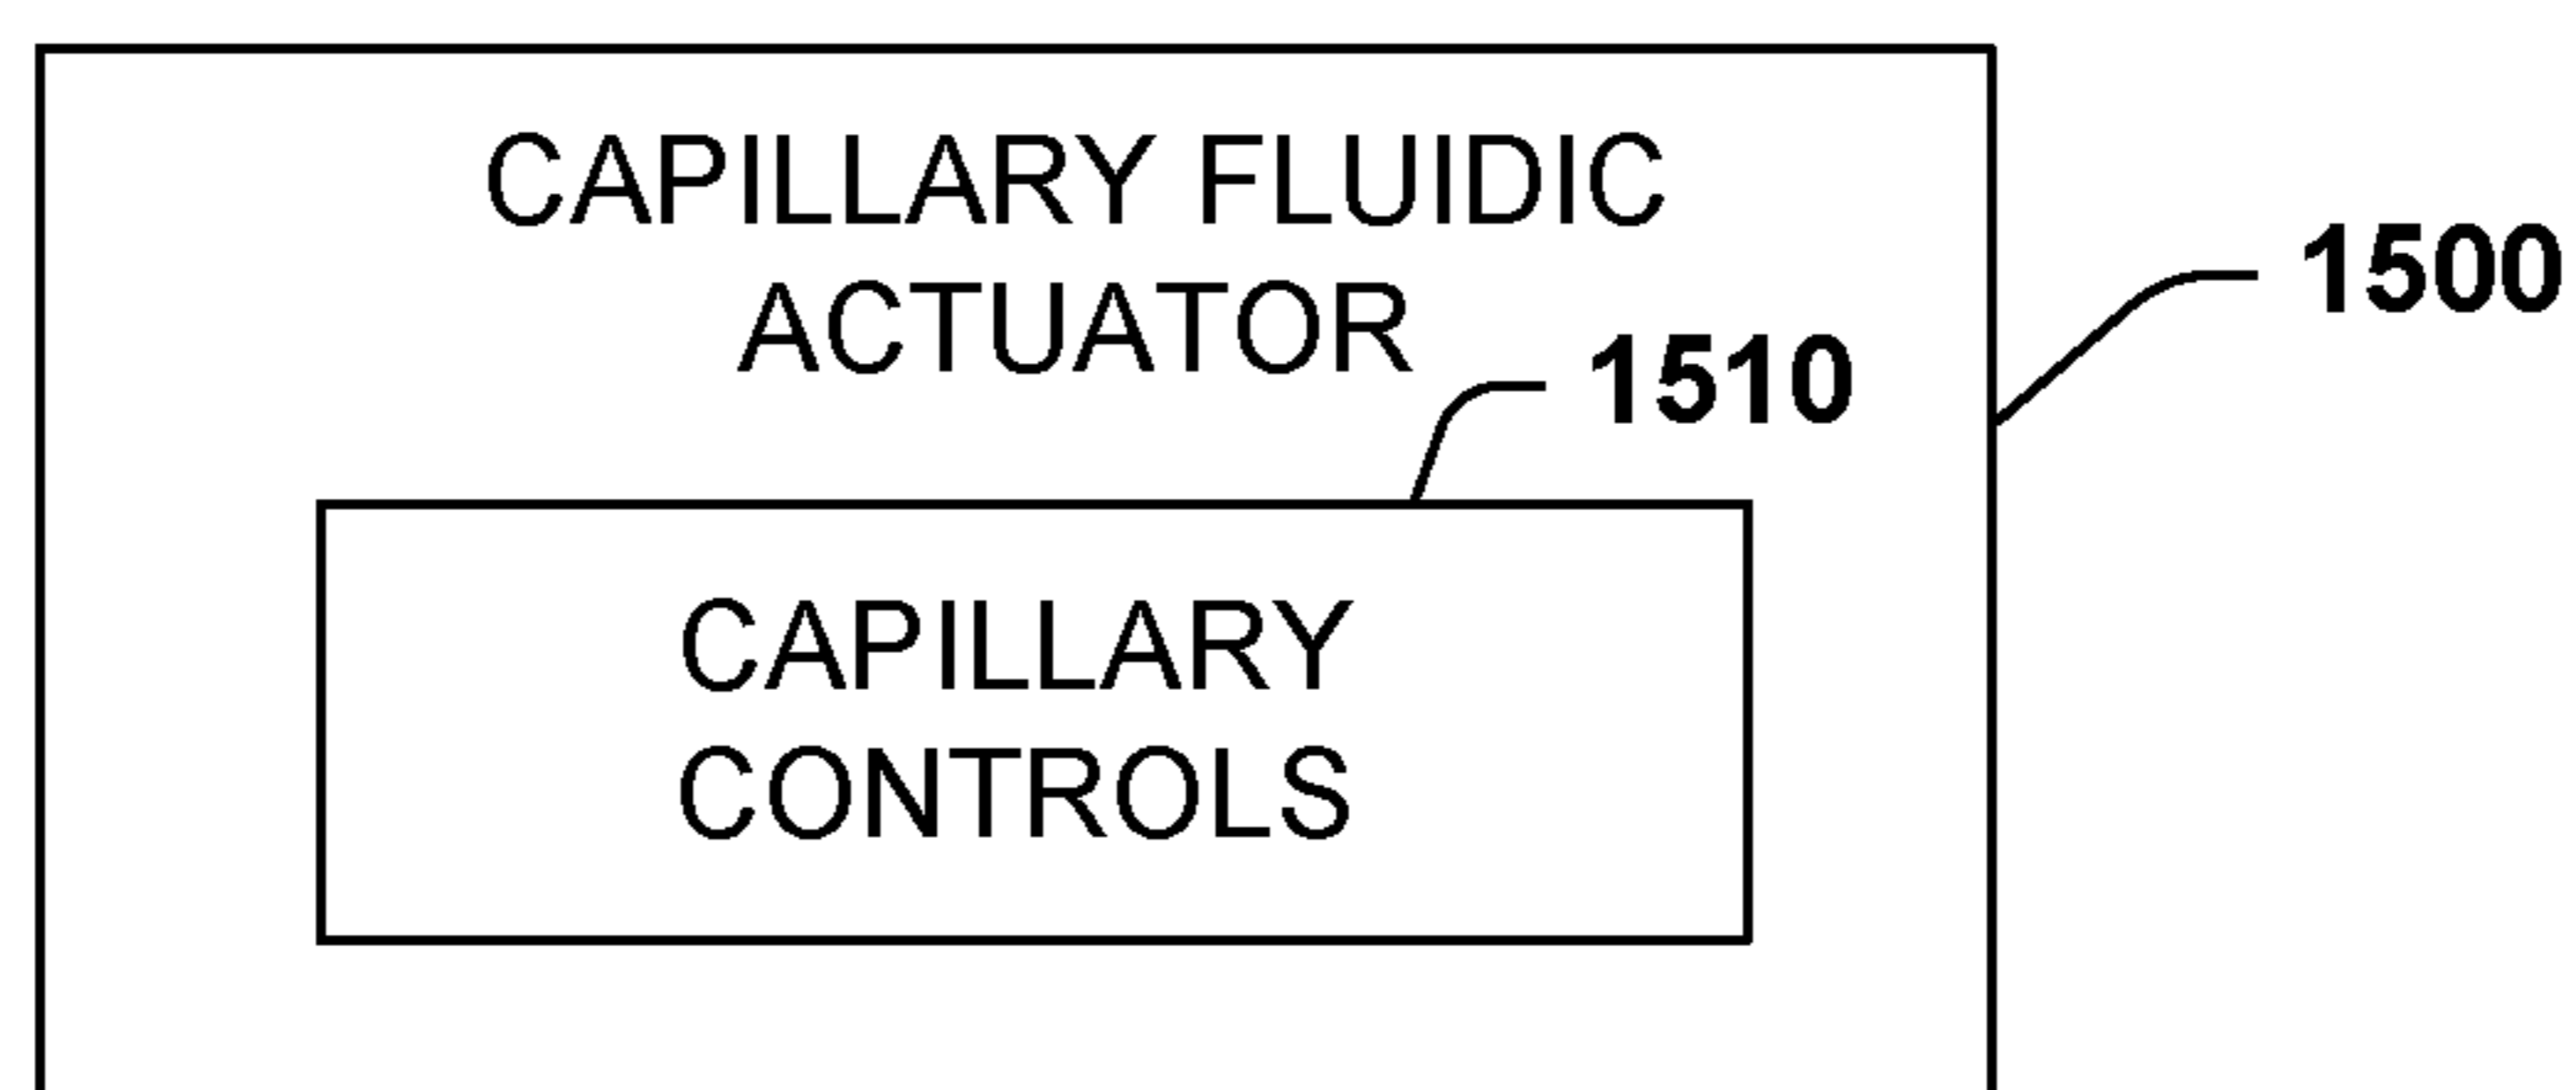 CAPILLARY FLUIDIC
ACTUATOR
1500
1510
CAPILLARY
CONTROLS